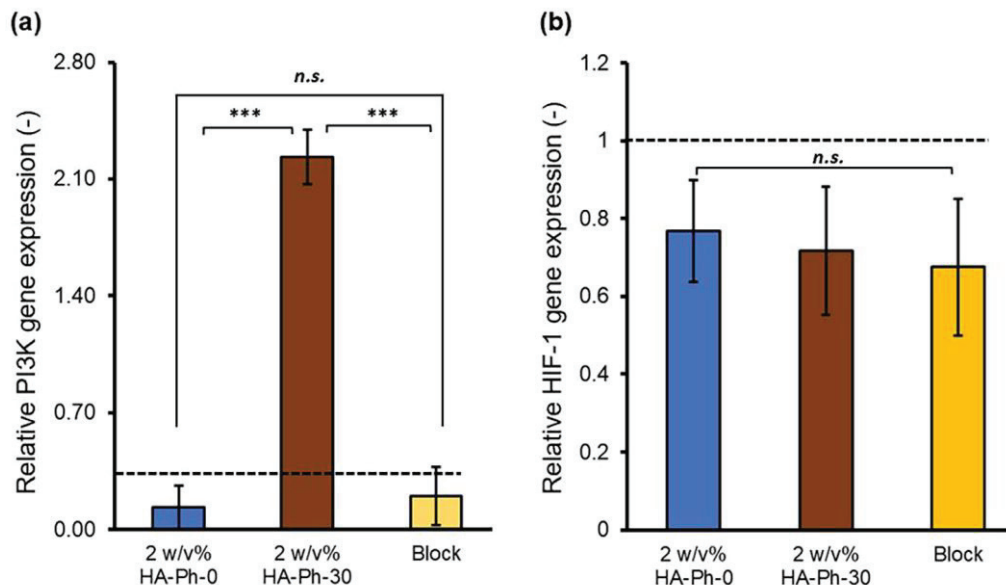 (a)
Relative PI3K gene expression (-)
2.80
2.10
1.40
0.70
0.00
n.s.
***
***
2 w/v%
HA-Ph-0
2 w/v%
HA-Ph-30
Block
(b)
Relative HIF-1 gene expression (-)
1.2
1
0.8
0.6
0.4
0.2
0
n.s.
2 w/v%
HA-Ph-0
2 w/v%
HA-Ph-30
Block